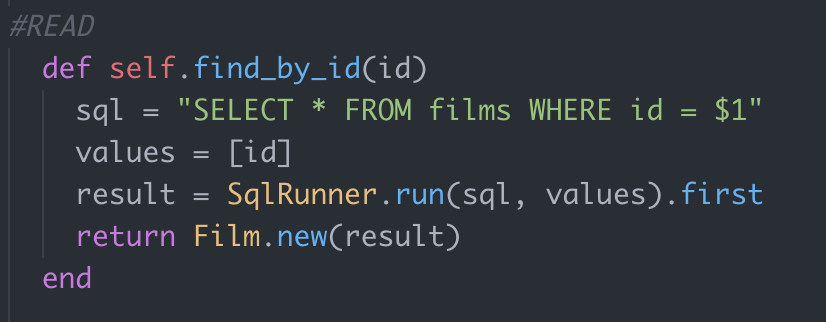 #READ
def self.find_by_id(id)
sql = "SELECT * FROM films WHERE id = $1"
values = [id]
result = SqlRunner.run(sql, values).first
return Film.new(result)
end